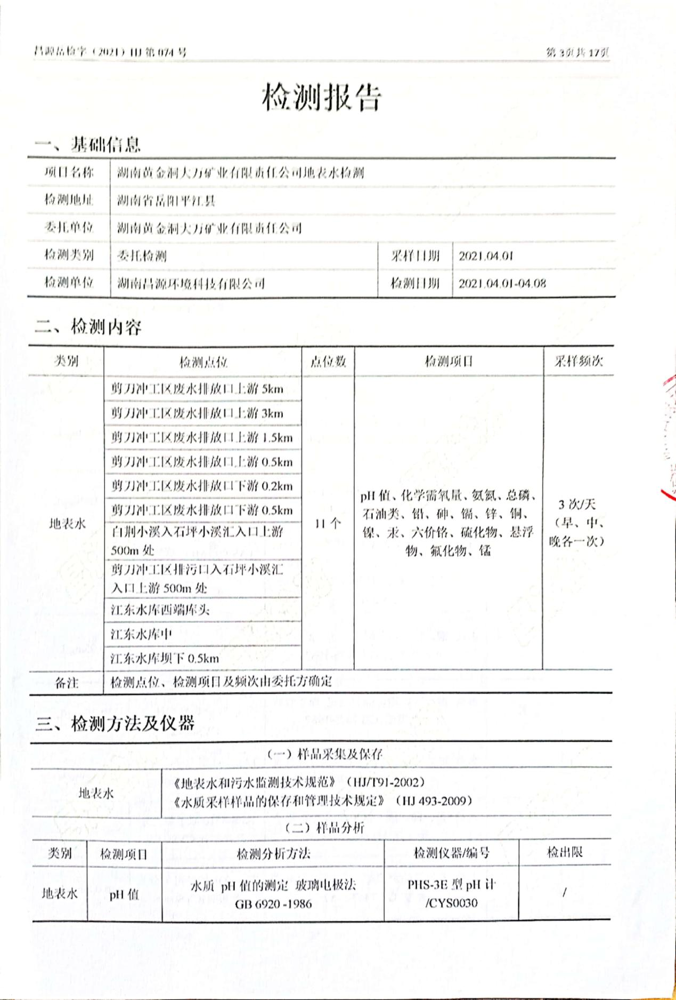 昌源岳检字（2021）HJ 第 074 号
第 3页共 17页
检测报告
一、基础信息
项目名称 湖南黄金洞大万矿业有限责任公司地表水检测
检测地址 湖南省岳阳平江县
委托单位 湖南黄金洞大万矿业有限责任公司
检测类别 委托检测 采样日期 2021.04.01
检测单位 湖南昌源环境科技有限公司 检测日期 2021.04.01-04.08
二、检测内容
类别 检测点位 点位数 检测项目 采样频次
地表水
剪刀冲工区废水排放口上游 5km
剪刀冲工区废水排放口上游 3km
剪刀冲工区废水排放口上游 1.5km
剪刀冲工区废水排放口上游 0.5km
剪刀冲工区废水排放口下游 0.2km
剪刀冲工区废水排放口下游 0.5km
白荆小溪入石坪小溪汇入口上游
500m 处
剪刀冲工区排污口入石坪小溪汇
入口上游 500m 处
江东水库西端库头
江东水库中
江东水库坝下 0.5km
11 个
pH 值、化学需氧量、氨氮、总磷、
石油类、铅、砷、镉、锌、铜、
镍、汞、六价铬、硫化物、悬浮
物、氟化物、锰
3 次/天
（早、中、
晚各一次）
备注 检测点位、检测项目及频次由委托方确定
三、检测方法及仪器
（一）样品采集及保存
地表水
《地表水和污水监测技术规范》（HJ/T91-2002）
《水质采样样品的保存和管理技术规定》（HJ 493-2009）
（二）样品分析
类别 检测项目 检测分析方法 检测仪器/编号 检出限
地表水 pH 值
水质 pH 值的测定 玻璃电极法
GB 6920 -1986
PHS-3E 型 pH 计
/CYS0030
/